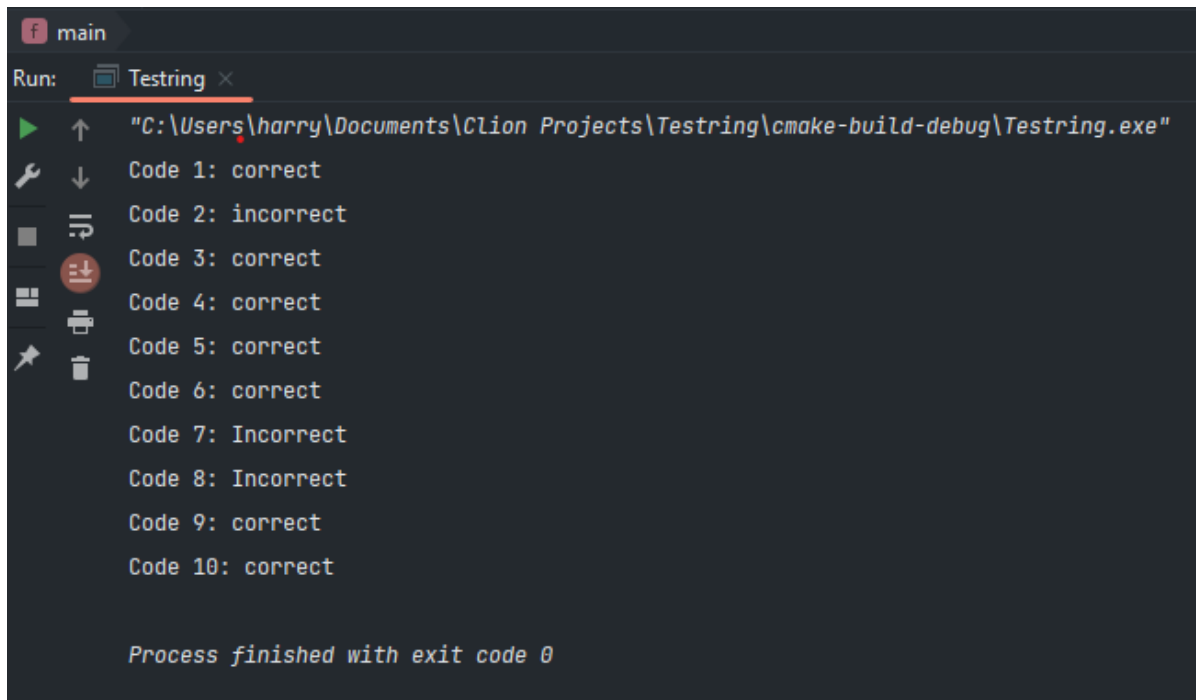 f main
Run: Testring
"C:\Users\harry\Documents\Clion Projects\Testring\cmake-build-debug\Testring.exe"
Code 1: correct
Code 2: incorrect
Code 3: correct
Code 4: correct
Code 5: correct
Code 6: correct
Code 7: Incorrect
Code 8: Incorrect
Code 9: correct
Code 10: correct
Process finished with exit code 0